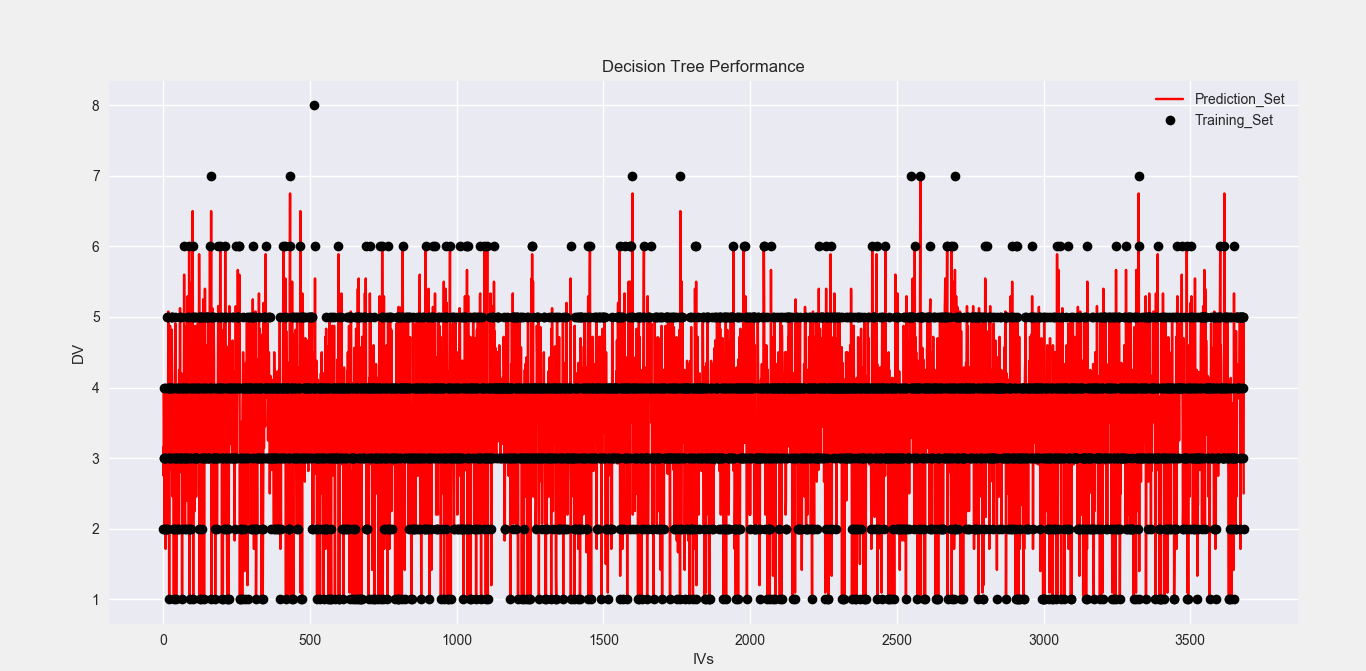 Decision Tree Performance
Prediction_Set
Training_Set
8
7
6
5
4
3
2
1
DV
0 500 1000 1500 2000 2500 3000 3500
IVs